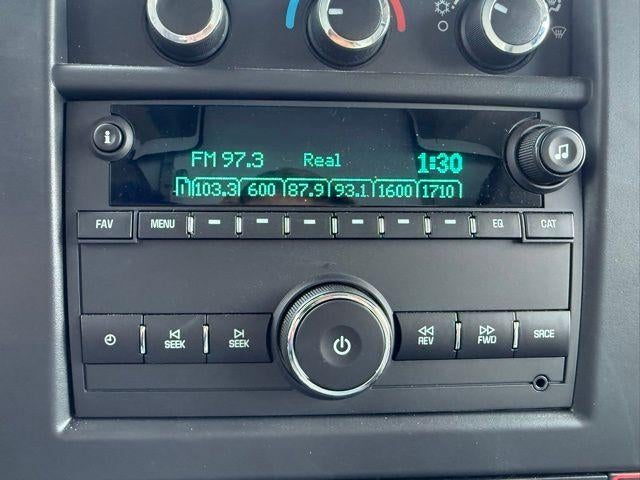 FM 97.3 Real 1:30
1 103.3 600 87.9 93.1 1600 1710
FAV MENU EQ CAT
SEEK SEEK REV FWD SRCE